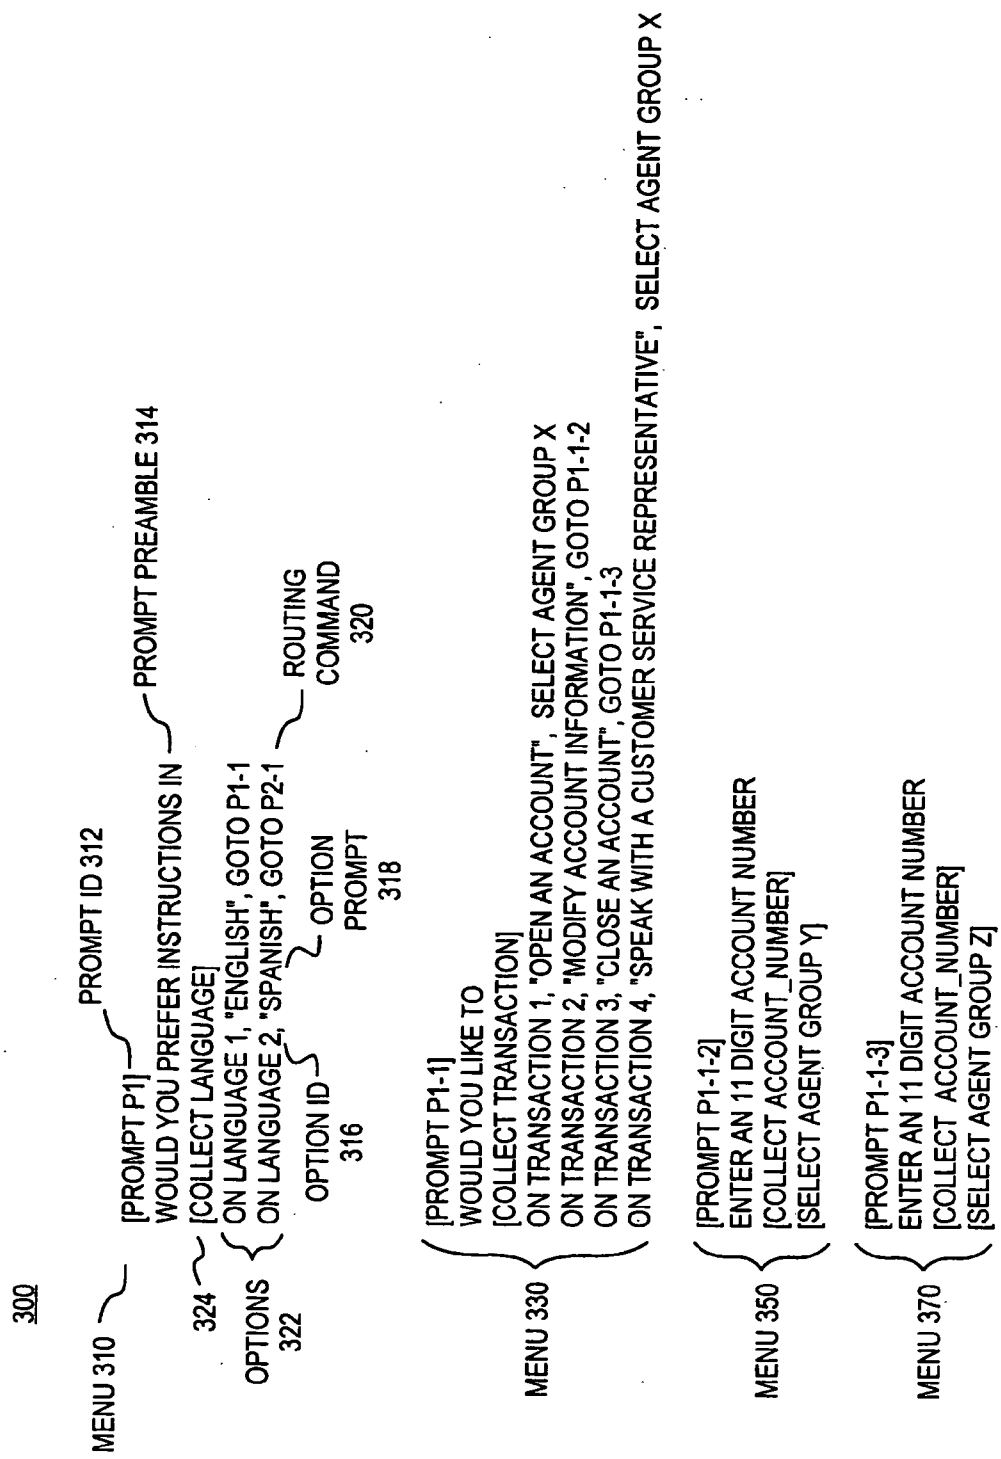 300
MENU 310
PROMPT ID 312
[PROMPT P1]
WOULD YOU PREFER INSTRUCTIONS IN
PROMPT PREAMBLE 314
324
[COLLECT LANGUAGE]
OPTIONS
322
ON LANGUAGE 1, "ENGLISH", GOTO P1-1
ON LANGUAGE 2, "SPANISH", GOTO P2-1
OPTION ID
316
OPTION
PROMPT
318
ROUTING
COMMAND
320
MENU 330
[PROMPT P1-1]
WOULD YOU LIKE TO
[COLLECT TRANSACTION]
ON TRANSACTION 1, "OPEN AN ACCOUNT", SELECT AGENT GROUP X
ON TRANSACTION 2, "MODIFY ACCOUNT INFORMATION", GOTO P1-1-2
ON TRANSACTION 3, "CLOSE AN ACCOUNT", GOTO P1-1-3
ON TRANSACTION 4, "SPEAK WITH A CUSTOMER SERVICE REPRESENTATIVE", SELECT AGENT GROUP X
MENU 350
[PROMPT P1-1-2]
ENTER AN 11 DIGIT ACCOUNT NUMBER
[COLLECT ACCOUNT_NUMBER]
[SELECT AGENT GROUP Y]
MENU 370
[PROMPT P1-1-3]
ENTER AN 11 DIGIT ACCOUNT NUMBER
[COLLECT ACCOUNT_NUMBER]
[SELECT AGENT GROUP Z]